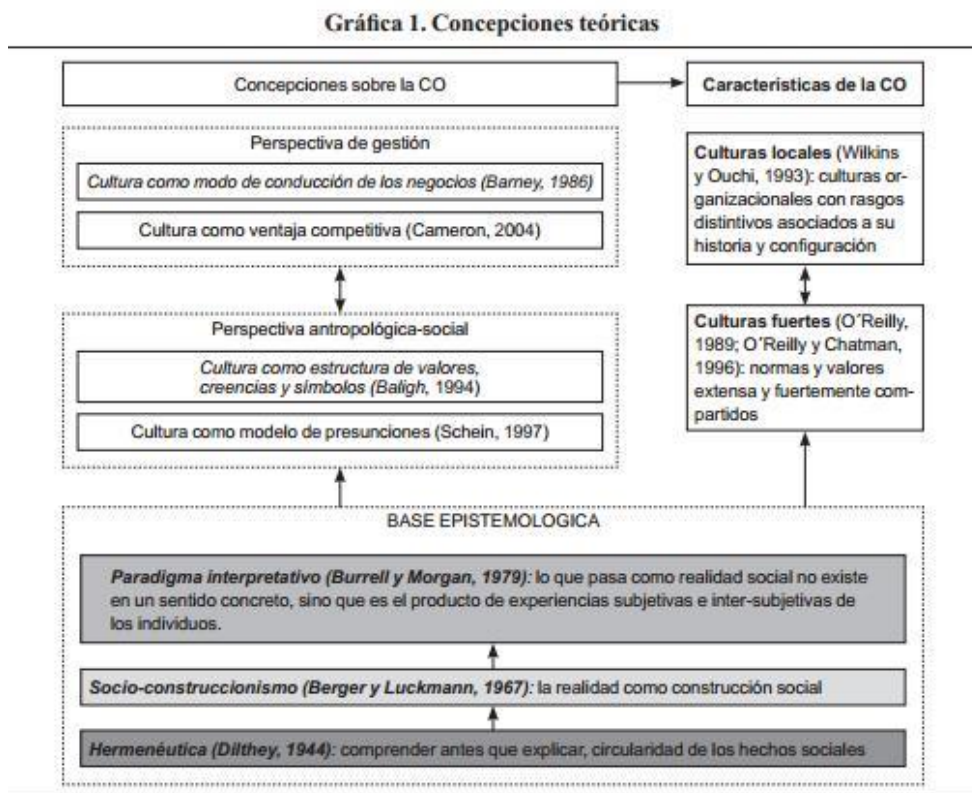 Gráfica 1. Concepciones teóricas
Concepciones sobre la CO
Características de la CO
Perspectiva de gestión
Cultura como modo de conducción de los negocios (Barney, 1986)
Cultura como ventaja competitiva (Cameron, 2004)
Culturas locales (Wilkins
y Ouchi, 1993): culturas or-
ganizacionales con rasgos
distintivos asociados a su
historia y configuración
Perspectiva antropológica-social
Cultura como estructura de valores,
creencias y símbolos (Baligh, 1994)
Cultura como modelo de presunciones (Schein, 1997)
Culturas fuertes (O´Reilly,
1989; O´Reilly y Chatman,
1996): normas y valores
extensa y fuertemente com-
partidos
BASE EPISTEMOLOGICA
Paradigma interpretativo (Burrell y Morgan, 1979): lo que pasa como realidad social no existe
en un sentido concreto, sino que es el producto de experiencias subjetivas e inter-subjetivas de
los individuos.
Socio-construccionismo (Berger y Luckmann, 1967): la realidad como construcción social
Hermenéutica (Dilthey, 1944): comprender antes que explicar, circularidad de los hechos sociales